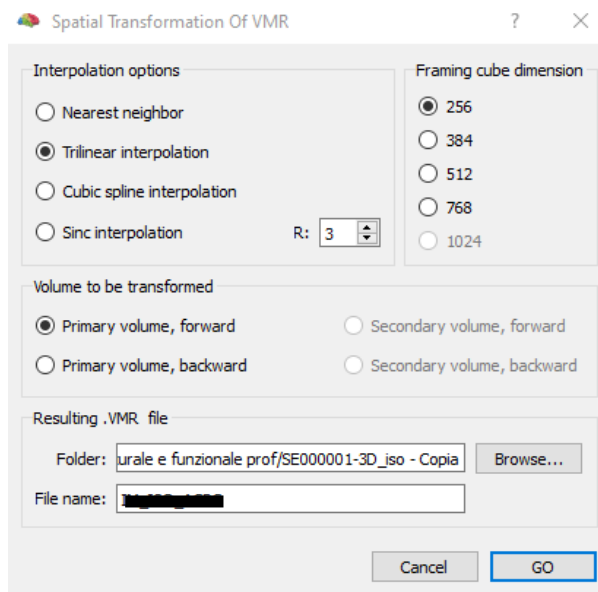 Spatial Transformation Of VMR ? ×
Interpolation options
Nearest neighbor
Trilinear interpolation
Cubic spline interpolation
Sinc interpolation R: 3
Framing cube dimension
256
384
512
768
1024
Volume to be transformed
Primary volume, forward Secondary volume, forward
Primary volume, backward Secondary volume, backward
Resulting .VMR file
Folder: urale e funzionale prof/SE000001-3D_iso - Copia Browse...
File name:
Cancel GO